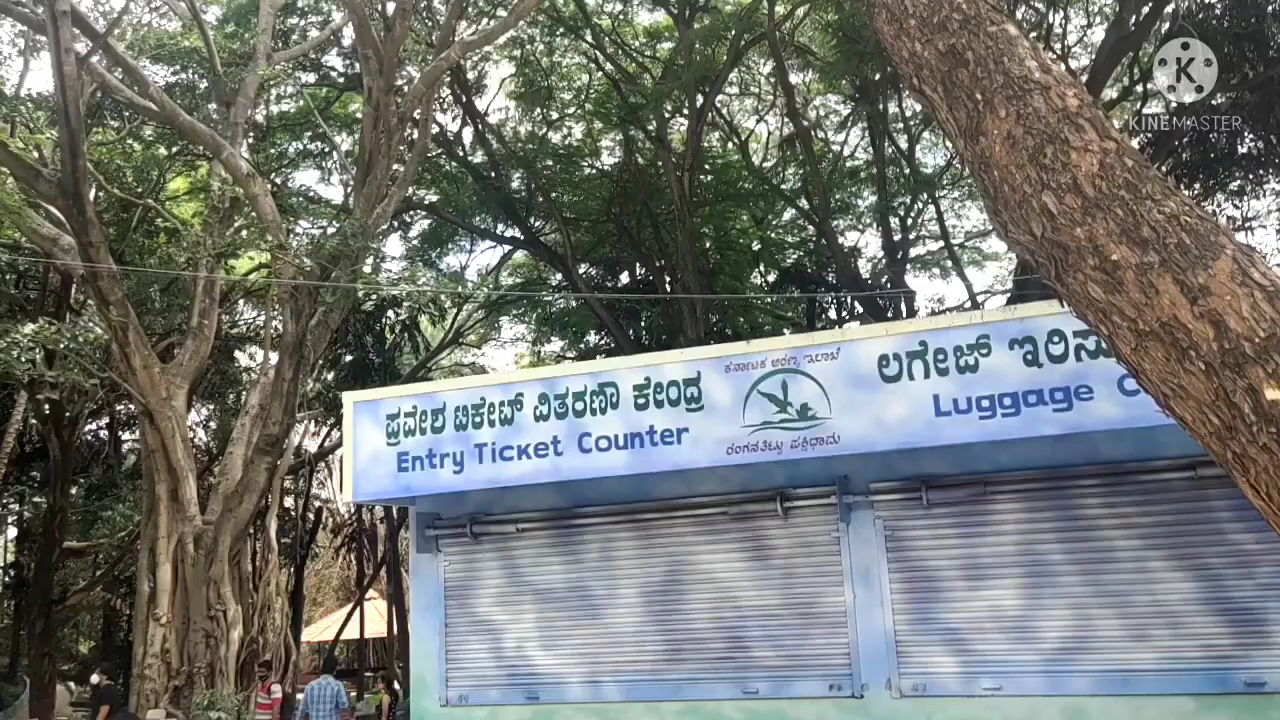 ಪ್ರವೇಶ ಟಿಕೇಟ್ ವಿತರಣಾ ಕೇಂದ್ರ
Entry Ticket Counter
ಕರ್ನಾಟಕ ಅರಣ್ಯ ಇಲಾಖೆ
ರಂಗನತಿಟ್ಟು ಪಕ್ಷಿಧಾಮ
ಲಗೇಜ್
Luggage
K
KINEMASTER